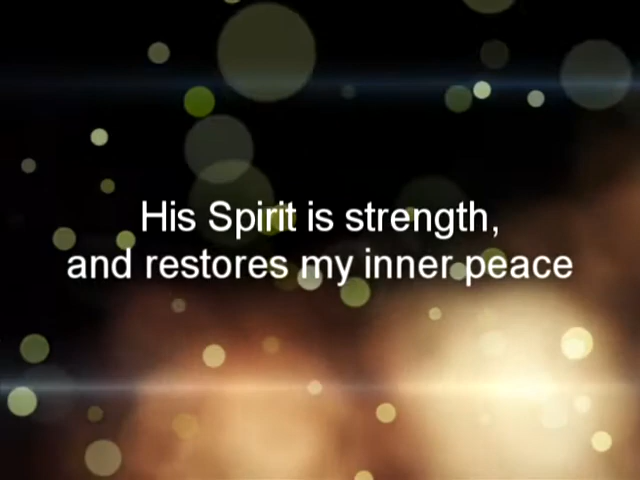 His Spirit is strength,
and restores my inner peace